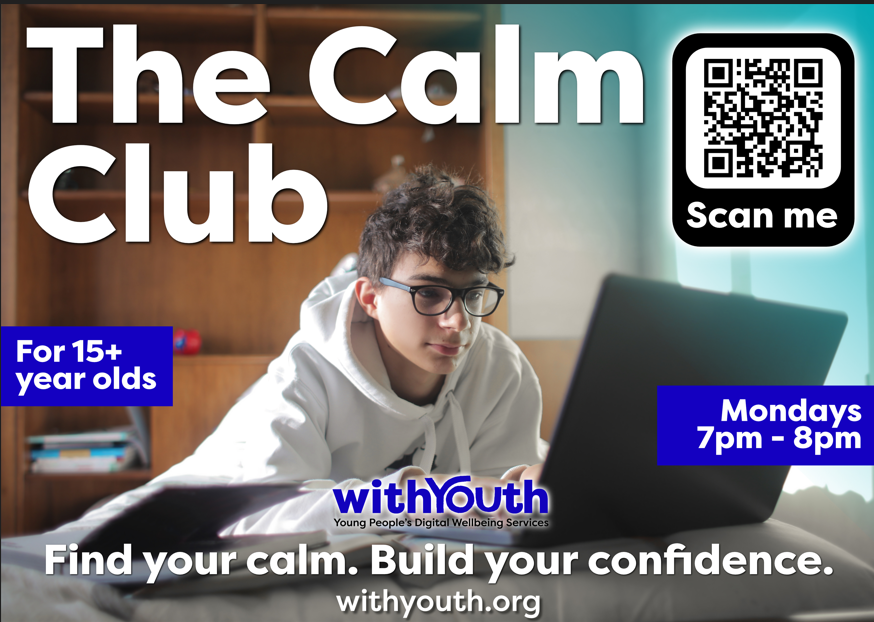 The Calm
Club
Scan me
For 15+
year olds
Mondays
7pm - 8pm
withYouth
Young People's Digital Wellbeing Services
Find your calm. Build your confidence.
withyouth.org